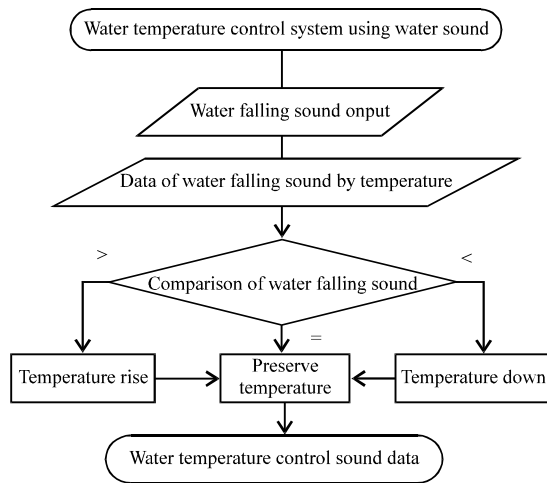 Water temperature control system using water sound
Water falling sound onput
Data of water falling sound by temperature
>
<
Comparison of water falling sound
=
Temperature rise
Preserve
temperature
Temperature down
Water temperature control sound data